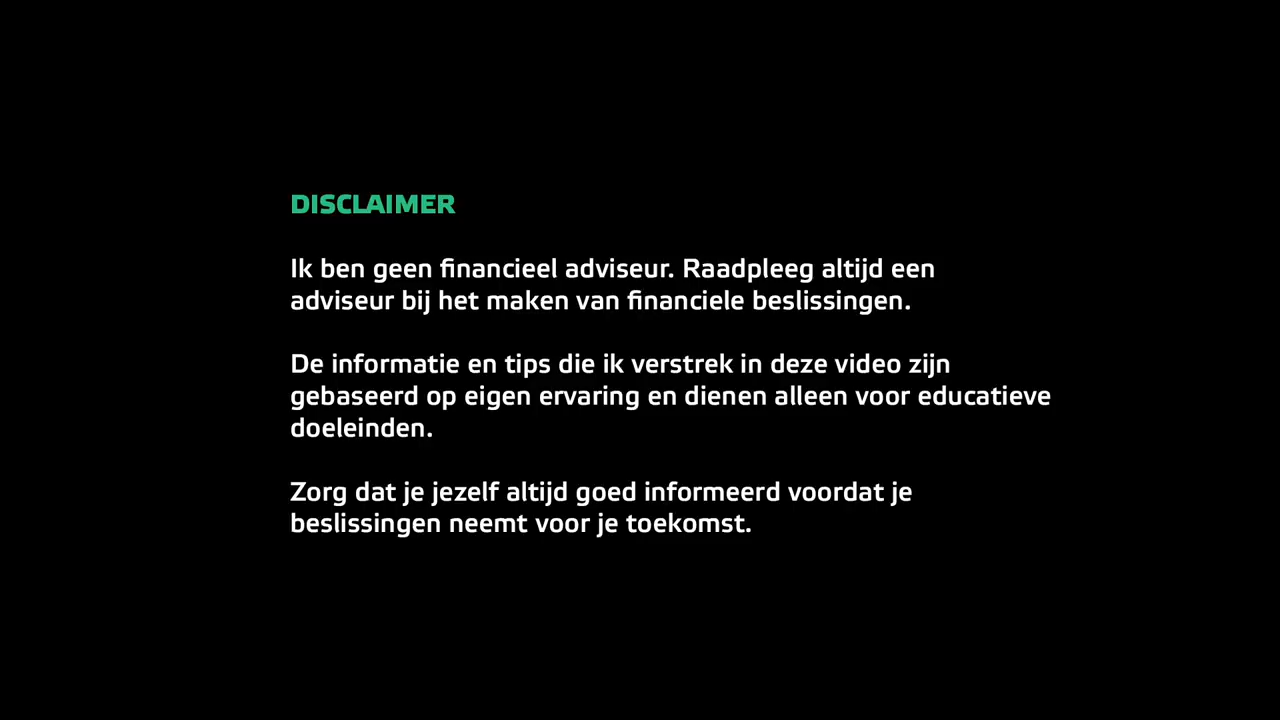 DISCLAIMER
Ik ben geen financieel adviseur. Raadpleeg altijd een
adviseur bij het maken van financiele beslissingen.
De informatie en tips die ik verstrek in deze video zijn
gebaseerd op eigen ervaring en dienen alleen voor educatieve
doeleinden.
Zorg dat je jezelf altijd goed informeerd voordat je
beslissingen neemt voor je toekomst.